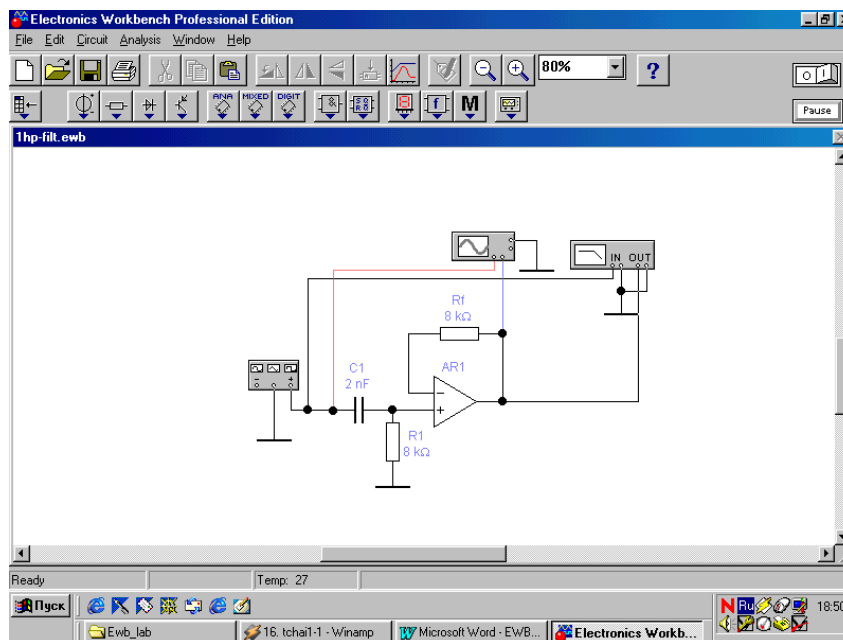 Electronics Workbench Professional Edition
File Edit Circuit Analysis Window Help
80%
?
ANA MIXED DIGIT
M
Pause
1hp-filt.ewb
IN OUT
Rf
8 kΩ
C1
2 nF
AR1
R1
8 kΩ
Ready
Temp: 27
Пуск
Ru
18:50
Ewb_lab
16. tchai1-1 - Winamp
Microsoft Word - EWB...
Electronics Workb...